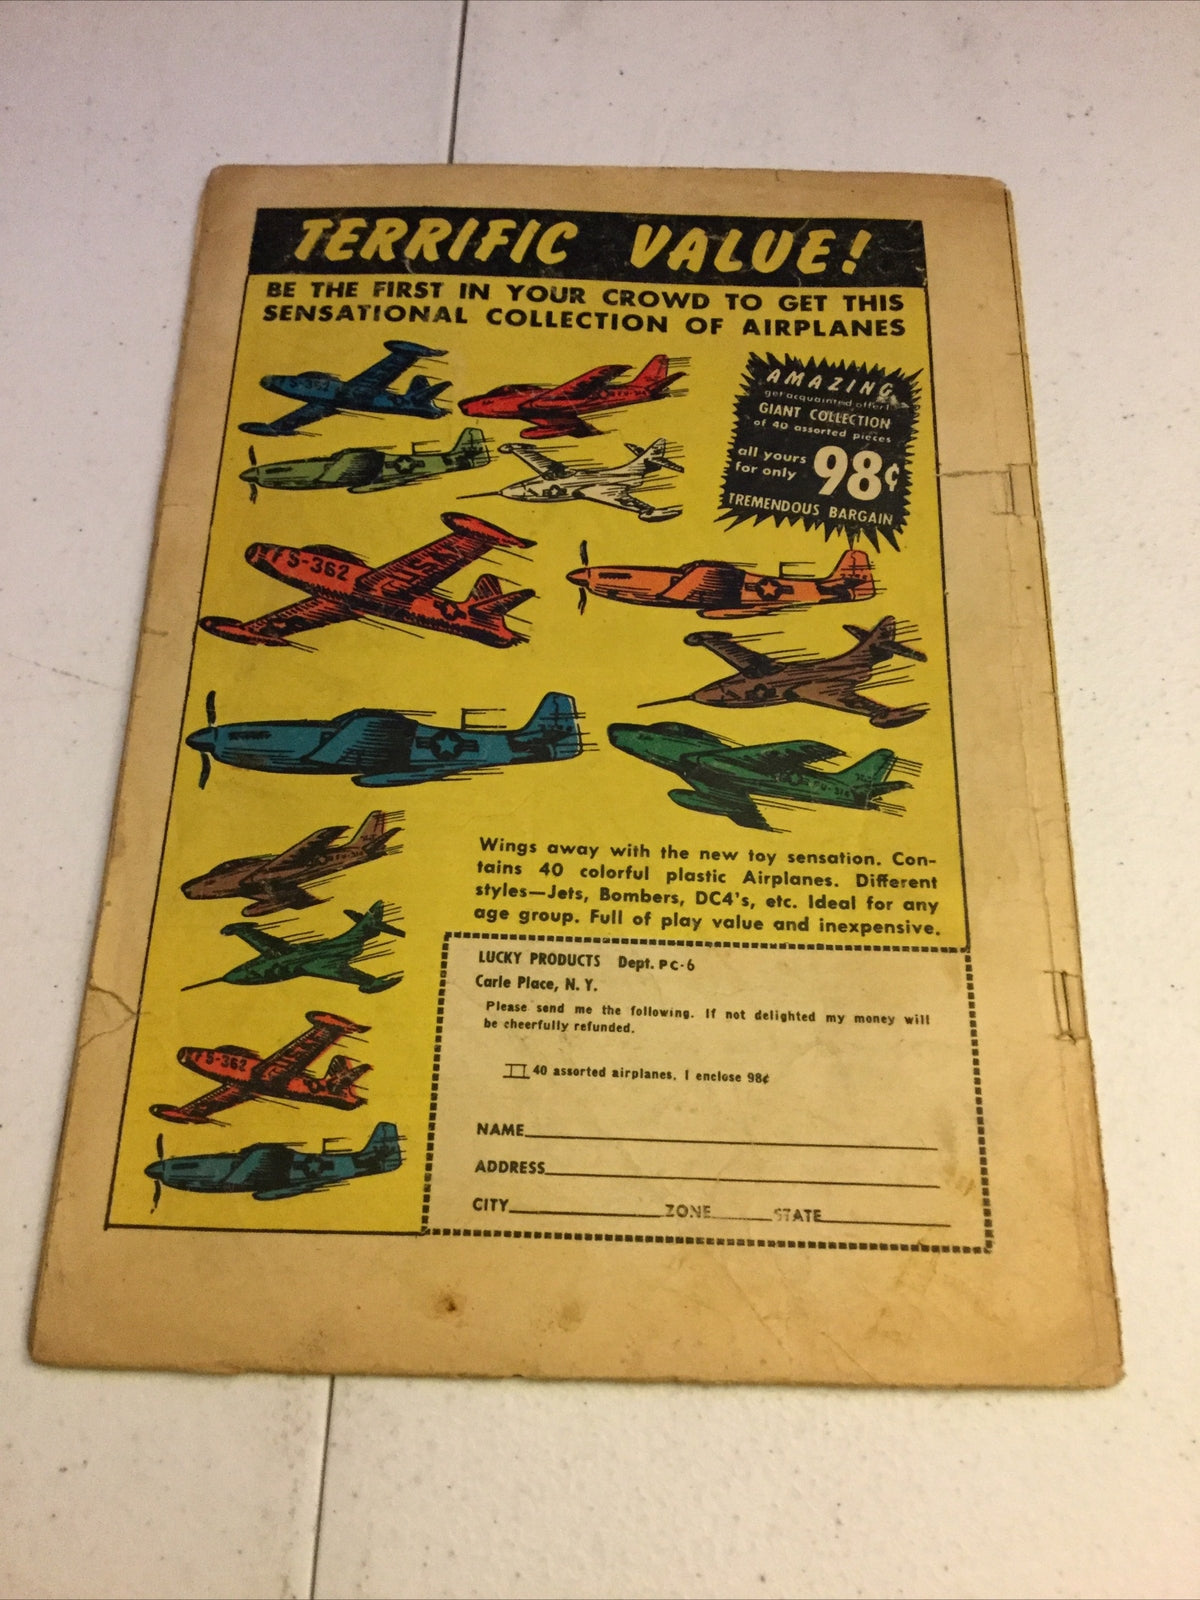 TERRIFIC VALUE!
BE THE FIRST IN YOUR CROWD TO GET THIS
SENSATIONAL COLLECTION OF AIRPLANES
AMAZING
get acquainted offer!
GIANT COLLECTION
of 40 assorted pieces
all yours
for only 98¢
TREMENDOUS BARGAIN
S-362
S-362
Wings away with the new toy sensation. Con-
tains 40 colorful plastic Airplanes. Different
styles—Jets, Bombers, DC4's, etc. Ideal for any
age group. Full of play value and inexpensive.
S-362
LUCKY PRODUCTS Dept. PC-6
Carle Place, N. Y.
Please send me the following. If not delighted my money will
be cheerfully refunded.
40 assorted airplanes, I enclose 98¢
NAME
ADDRESS
CITY ZONE STATE